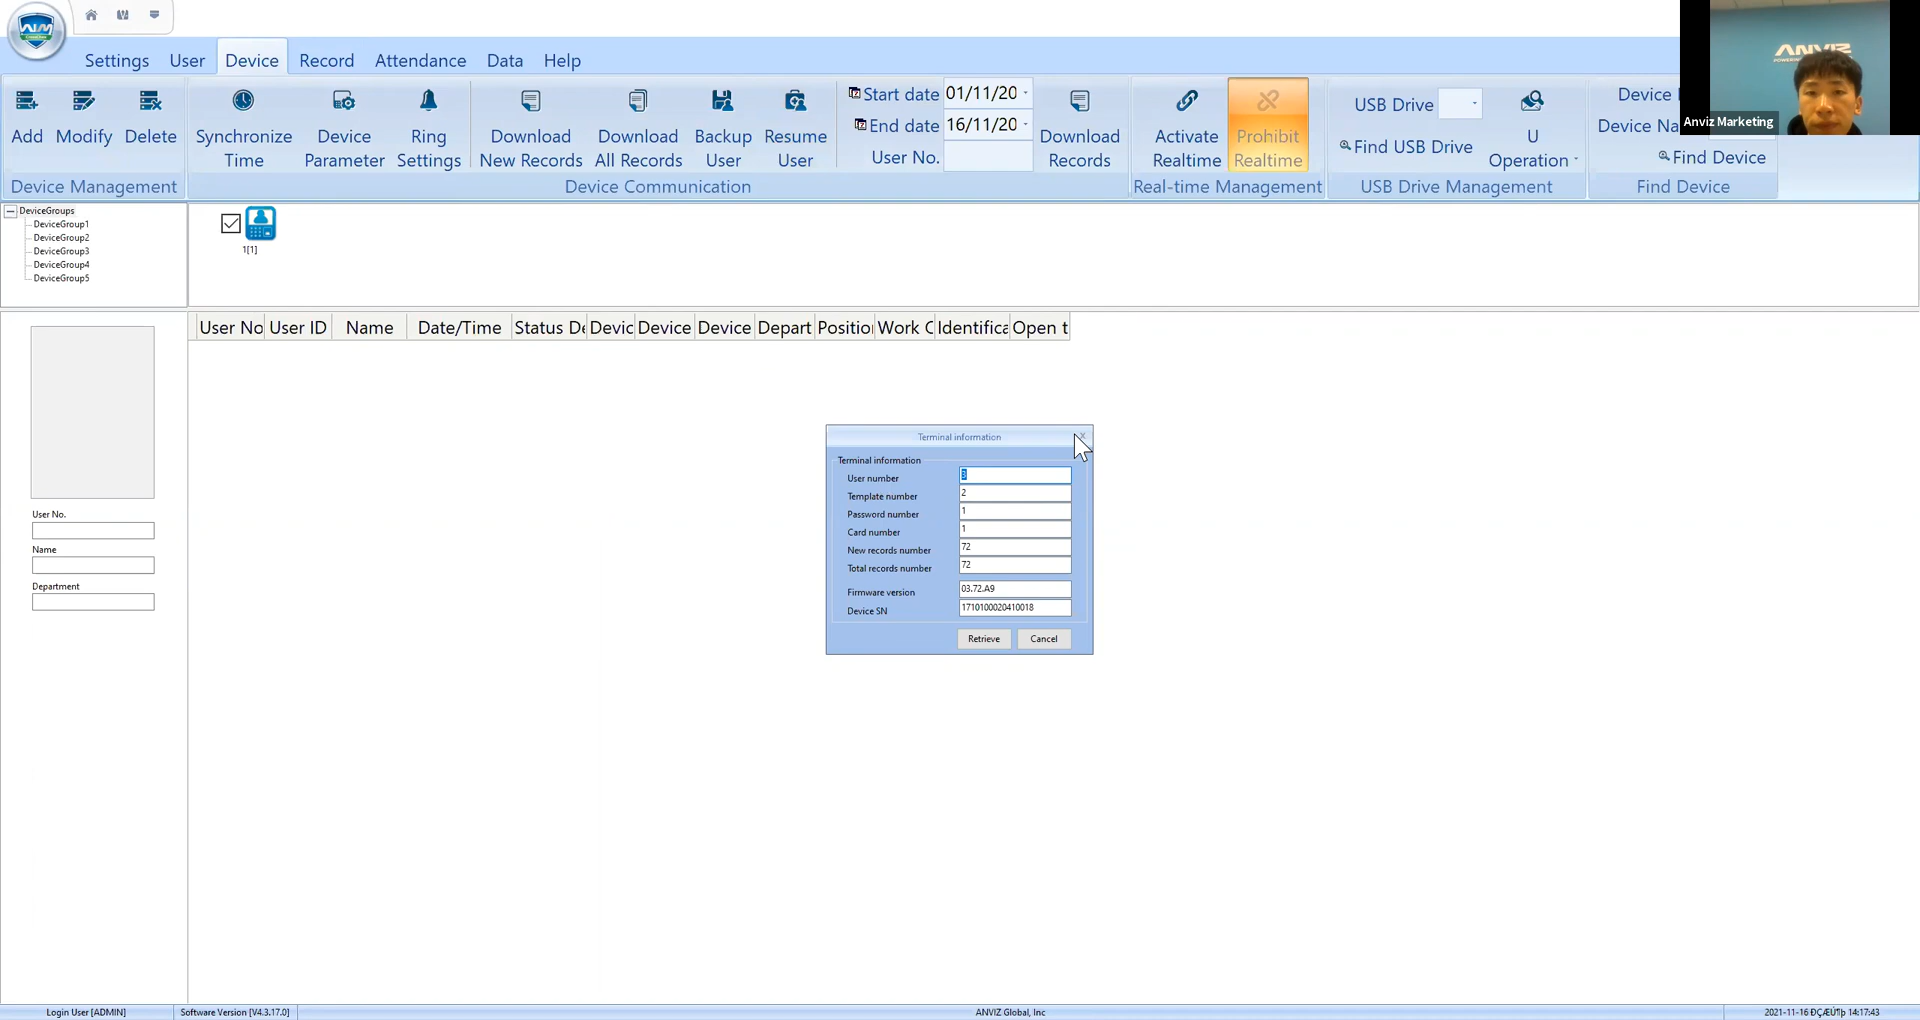 AIM
Settings User Device Record Attendance Data Help
Add Modify Delete
Device Management
Synchronize Time
Device Parameter
Ring Settings
Download New Records
Download All Records
Backup User
Resume User
Device Communication
Start date 01/11/20
End date 16/11/20
User No.
Download Records
Activate Realtime
Prohibit Realtime
Real-time Management
USB Drive
Find USB Drive
U Operation
USB Drive Management
Device
Device Na
Find Device
Find Device
ANVIZ
Anviz Marketing
DeviceGroups
DeviceGroup1
DeviceGroup2
DeviceGroup3
DeviceGroup4
DeviceGroup5
1[1]
User No User ID Name Date/Time Status De Devic Device Device Depart Positio Work C Identifica Open t
User No.
Name
Department
Terminal information
Terminal information
User number 3
Template number 2
Password number 1
Card number 1
New records number 72
Total records number 72
Firmware version 03.72.A9
Device SN 1710100020410018
Retrieve Cancel
Login User [ADMIN] Software Version [V4.3.17.0] ANVIZ Global, Inc 2021-11-16 14:17:43